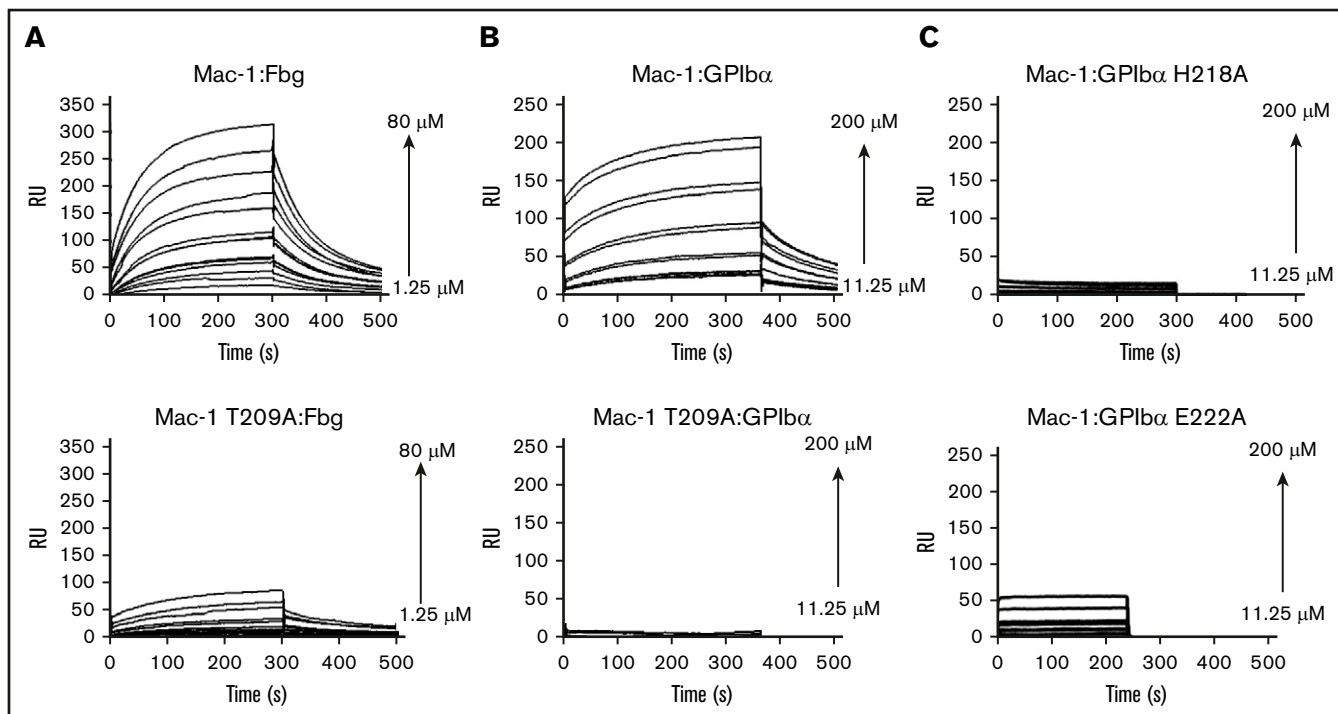 A
Mac-1:Fbg
350
300
250
200
150
100
50
0
RU
0 100 200 300 400 500
Time (s)
80 µM
1.25 µM
Mac-1 T209A:Fbg
350
300
250
200
150
100
50
0
RU
0 100 200 300 400 500
Time (s)
80 µM
1.25 µM
B
Mac-1:GPIbα
250
200
150
100
50
0
RU
0 100 200 300 400 500
Time (s)
200 µM
11.25 µM
Mac-1 T209A:GPIbα
250
200
150
100
50
0
RU
0 100 200 300 400 500
Time (s)
200 µM
11.25 µM
C
Mac-1:GPIbα H218A
250
200
150
100
50
0
RU
0 100 200 300 400 500
Time (s)
200 µM
11.25 µM
Mac-1:GPIbα E222A
250
200
150
100
50
0
RU
0 100 200 300 400 500
Time (s)
200 µM
11.25 µM